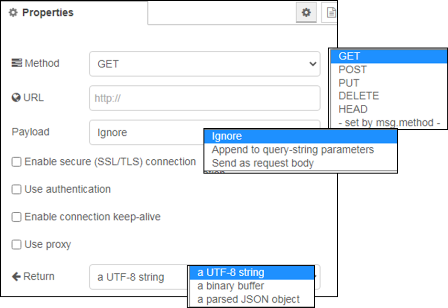 Properties
Method
GET
URL
http://
Payload
Ignore
Enable secure (SSL/TLS) connection
Use authentication
Enable connection keep-alive
Use proxy
Return
a UTF-8 string
GET
POST
PUT
DELETE
HEAD
- set by msg.method -
Ignore
Append to query-string parameters
Send as request body
a UTF-8 string
a binary buffer
a parsed JSON object